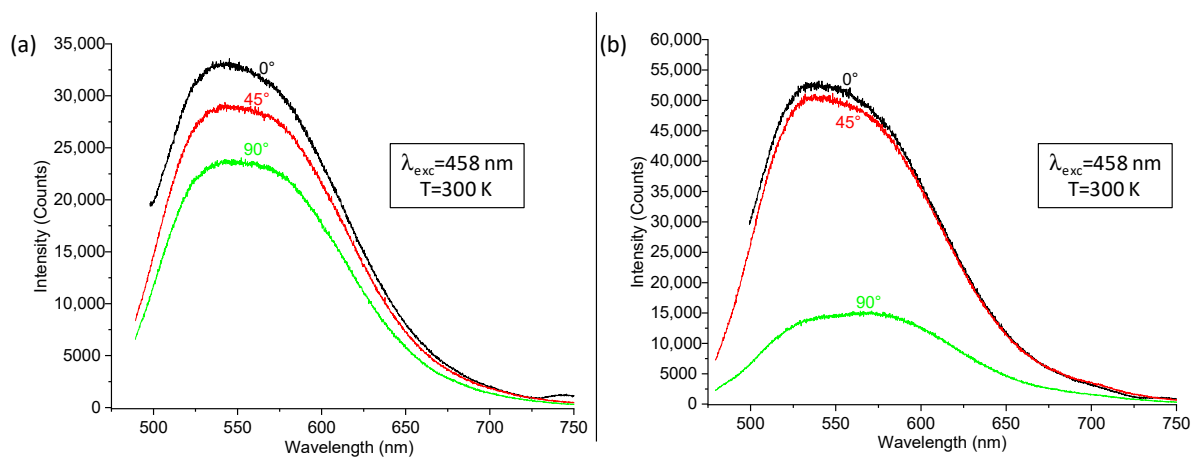 (a)
35,000
30,000
25,000
20,000
15,000
10,000
5000
0
Intensity (Counts)
0°
45°
90°
λexc=458 nm
T=300 K
500 550 600 650 700 750
Wavelength (nm)
(b)
60,000
55,000
50,000
45,000
40,000
35,000
30,000
25,000
20,000
15,000
10,000
5000
0
Intensity (Counts)
0°
45°
90°
λexc=458 nm
T=300 K
500 550 600 650 700 750
Wavelength (nm)